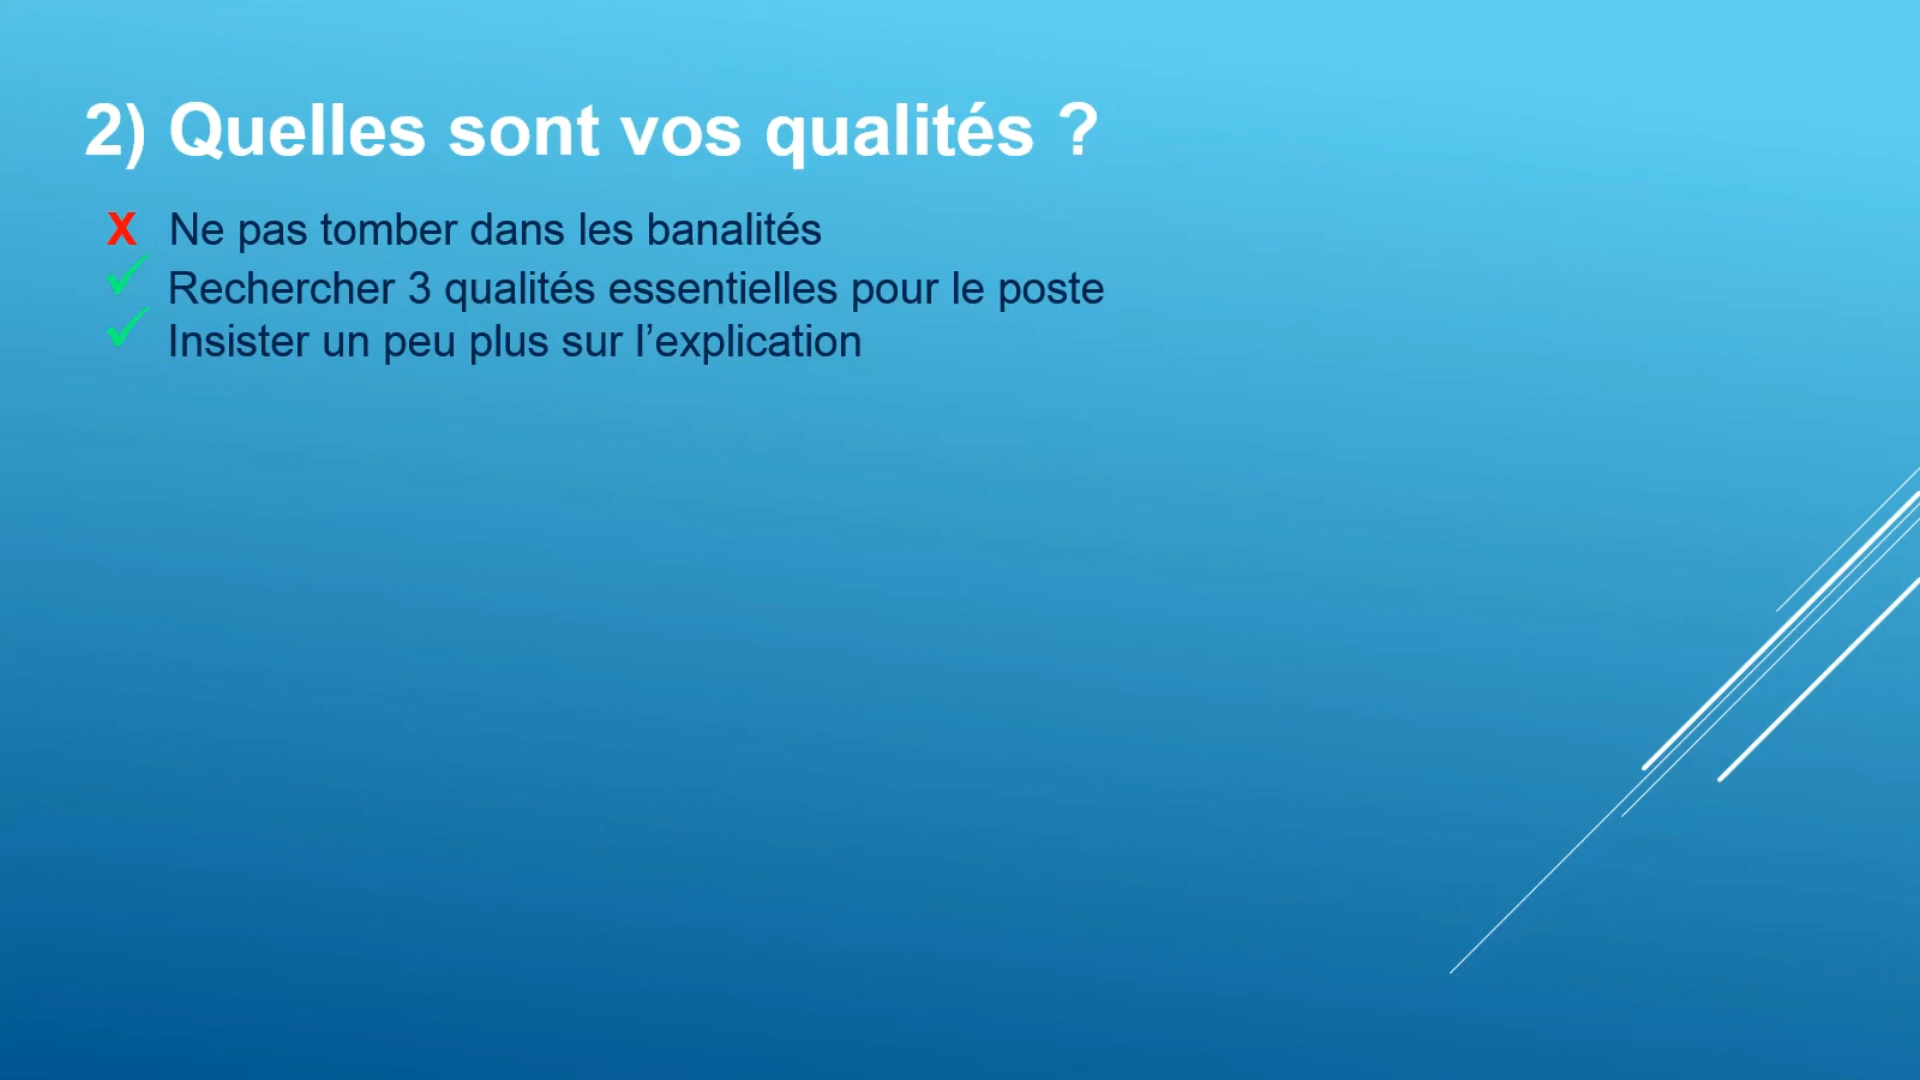 2) Quelles sont vos qualités ?
X Ne pas tomber dans les banalités
✓ Rechercher 3 qualités essentielles pour le poste
✓ Insister un peu plus sur l’explication